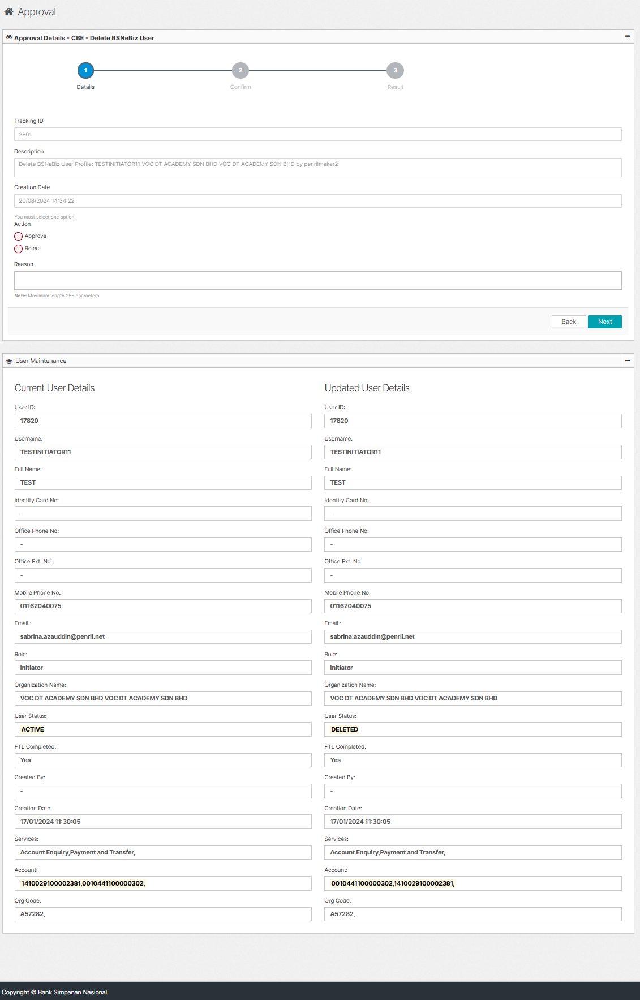 Approval
Approval Details - CBE - Delete BSNeBiz User
1
2
3
Details
Confirm
Result
Tracking ID
2861
Description
Delete BSNeBiz User Profile: TESTINITIATOR11 VOC DT ACADEMY SDN BHD VOC DT ACADEMY SDN BHD by penrilmaker2
Creation Date
20/08/2024 14:34:22
You must select one option.
Action
Approve
Reject
Reason
Note: Maximum length 255 characters
Back
Next
User Maintenance
Current User Details
User ID:
17820
Username:
TESTINITIATOR11
Full Name:
TEST
Identity Card No:
-
Office Phone No:
-
Office Ext. No:
-
Mobile Phone No:
01162040075
Email :
sabrina.azauddin@penril.net
Role:
Initiator
Organization Name:
VOC DT ACADEMY SDN BHD VOC DT ACADEMY SDN BHD
User Status:
ACTIVE
FTL Completed:
Yes
Created By:
-
Creation Date:
17/01/2024 11:30:05
Services:
Account Enquiry,Payment and Transfer,
Account:
1410029100002381,0010441100000302,
Org Code:
A57282,
Updated User Details
User ID:
17820
Username:
TESTINITIATOR11
Full Name:
TEST
Identity Card No:
-
Office Phone No:
-
Office Ext. No:
-
Mobile Phone No:
01162040075
Email :
sabrina.azauddin@penril.net
Role:
Initiator
Organization Name:
VOC DT ACADEMY SDN BHD VOC DT ACADEMY SDN BHD
User Status:
DELETED
FTL Completed:
Yes
Created By:
-
Creation Date:
17/01/2024 11:30:05
Services:
Account Enquiry,Payment and Transfer,
Account:
0010441100000302,1410029100002381,
Org Code:
A57282,
Copyright © Bank Simpanan Nasional